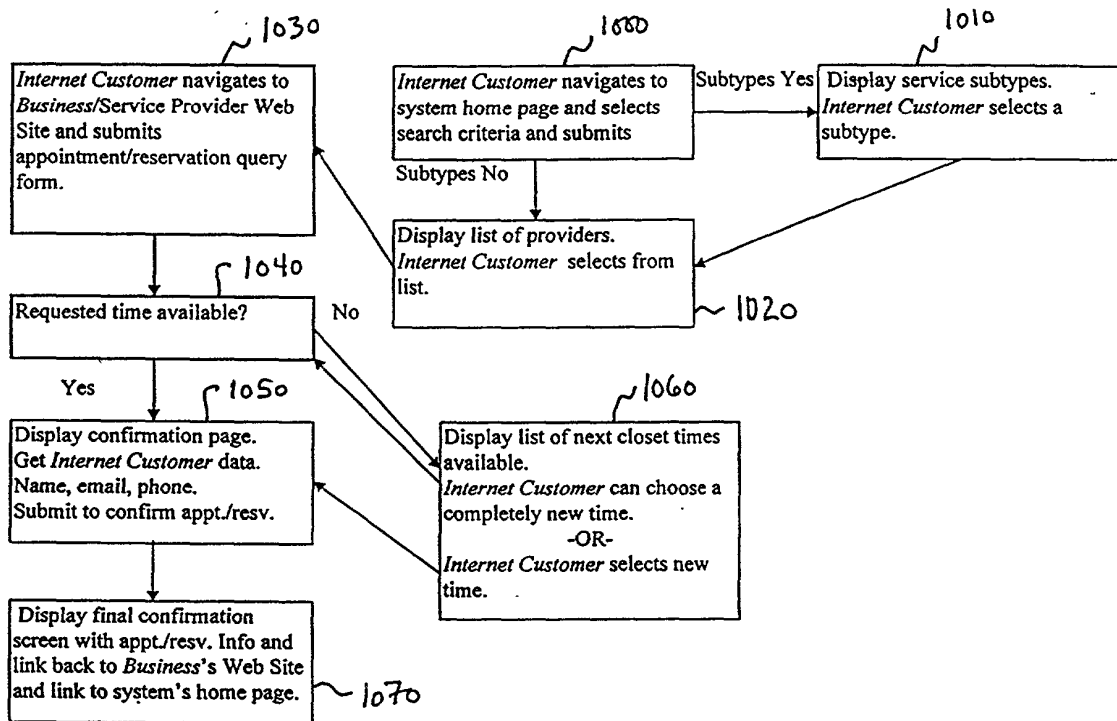 1030
Internet Customer navigates to
Business/Service Provider Web
Site and submits
appointment/reservation query
form.
1000
Internet Customer navigates to
system home page and selects
search criteria and submits
Subtypes Yes
1010
Display service subtypes.
Internet Customer selects a
subtype.
Subtypes No
Display list of providers.
Internet Customer selects from
list.
1020
1040
Requested time available?
No
Yes
1050
Display confirmation page.
Get Internet Customer data.
Name, email, phone.
Submit to confirm appt./resv.
1060
Display list of next closet times
available.
Internet Customer can choose a
completely new time.
-OR-
Internet Customer selects new
time.
Display final confirmation
screen with appt./resv. Info and
link back to Business's Web Site
and link to system's home page.
1070